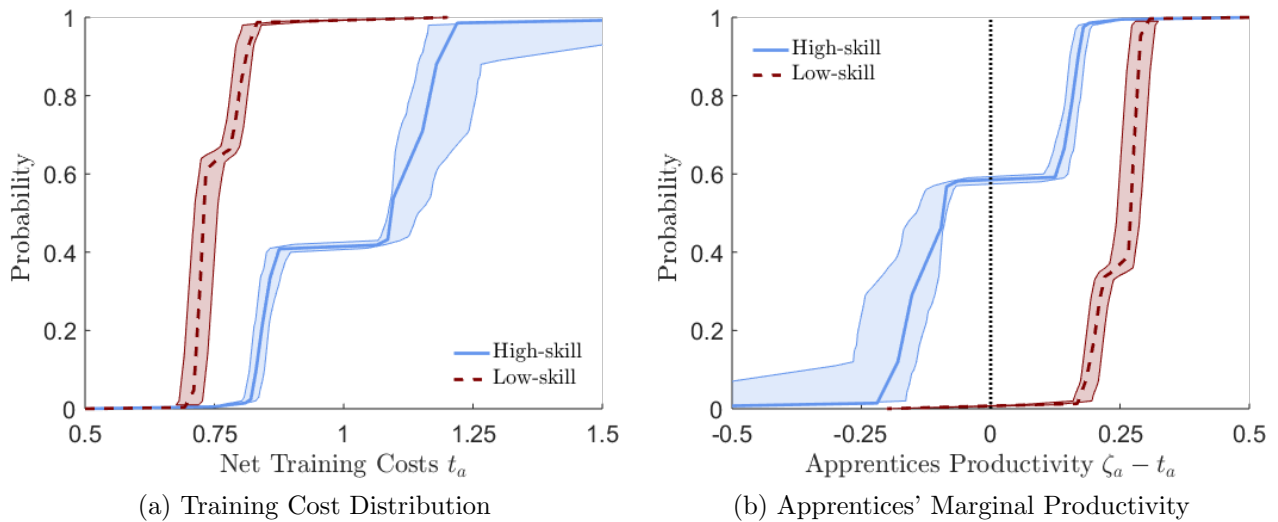 1
0.8
0.6
0.4
0.2
0
Probability
High-skill
Low-skill
0.5
0.75
1
1.25
1.5
Net Training Costs tₐ
(a) Training Cost Distribution
1
0.8
0.6
0.4
0.2
0
Probability
High-skill
Low-skill
-0.5
-0.25
0
0.25
0.5
Apprentices Productivity ζₐ − tₐ
(b) Apprentices' Marginal Productivity